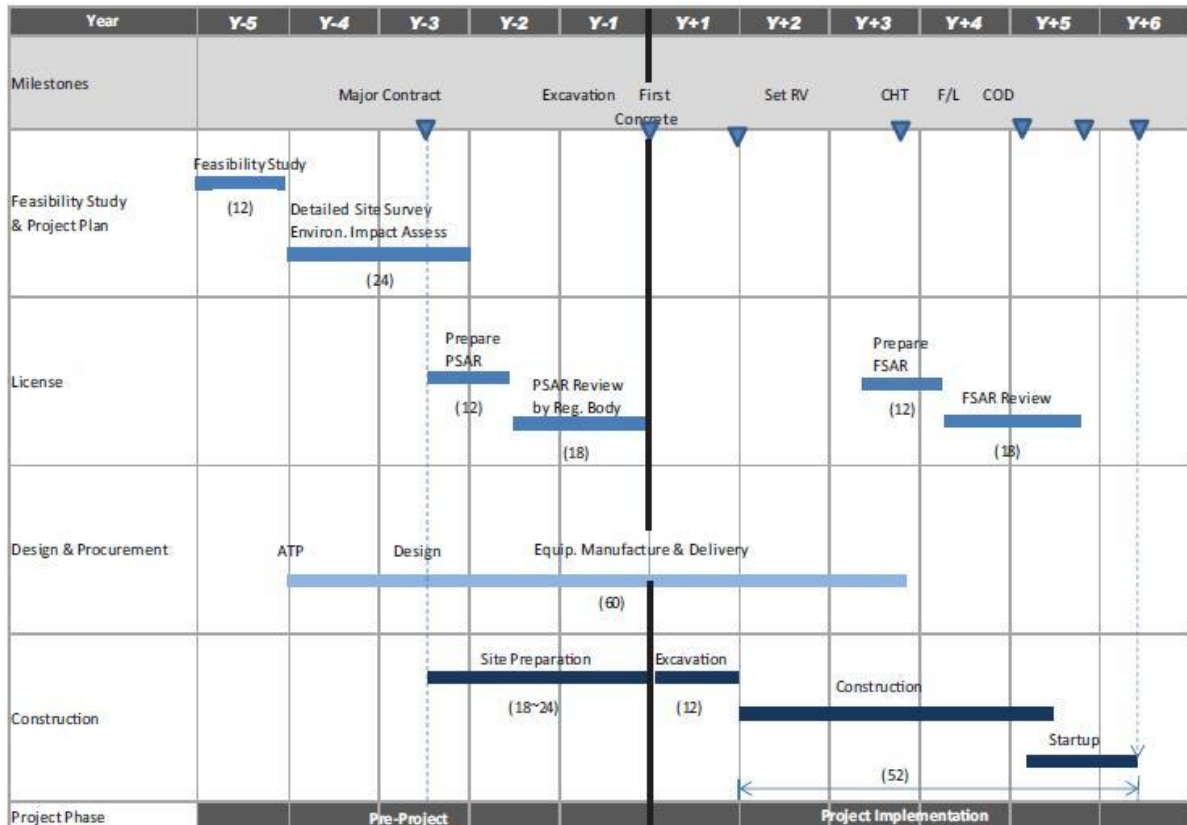 Year Y-5 Y-4 Y-3 Y-2 Y-1 Y+1 Y+2 Y+3 Y+4 Y+5 Y+6
Milestones
Major Contract Excavation First Concrete Set RV CHT F/L COD
Feasibility Study
& Project Plan
Feasibility Study
(12)
Detailed Site Survey
Environ. Impact Assess
(24)
License
Prepare
PSAR
(12)
PSAR Review
by Reg. Body
(18)
Prepare
FSAR
(12)
FSAR Review
(18)
Design & Procurement
ATP Design Equip. Manufacture & Delivery
(60)
Construction
Site Preparation
(18~24)
Excavation
(12)
Construction
Startup
(52)
Project Phase Pre-Project Project Implementation